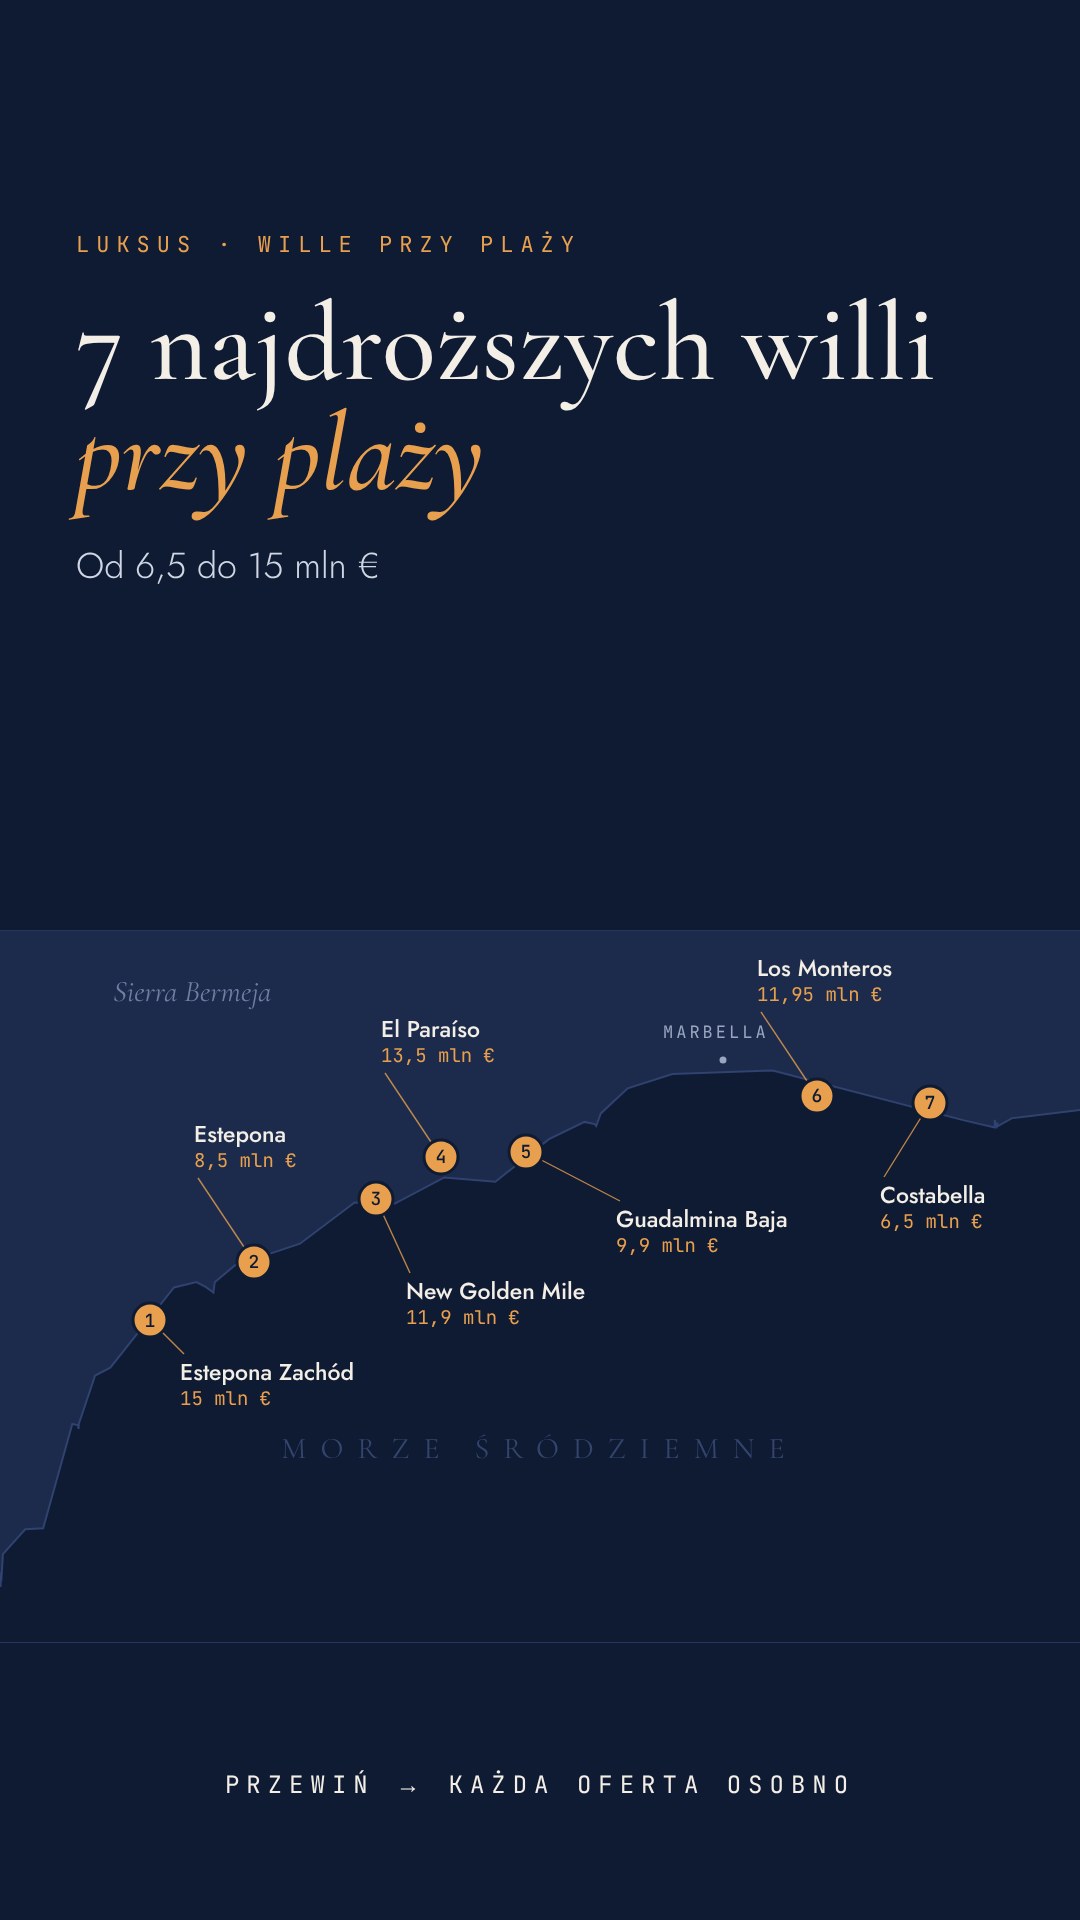 LUKSUS · WILLE PRZY PLAŻY
7 najdroższych willi
przy plaży
Od 6,5 do 15 mln €
Los Monteros
11,95 mln €
Sierra Bermeja
El Paraíso
13,5 mln €
MARBELLA
6
7
Estepona
8,5 mln €
4
5
3
Costabella
6,5 mln €
Guadalmina Baja
9,9 mln €
2
New Golden Mile
11,9 mln €
1
Estepona Zachód
15 mln €
MORZE ŚRÓDZIEMNE
PRZEWIŃ → KAŻDA OFERTA OSOBNO